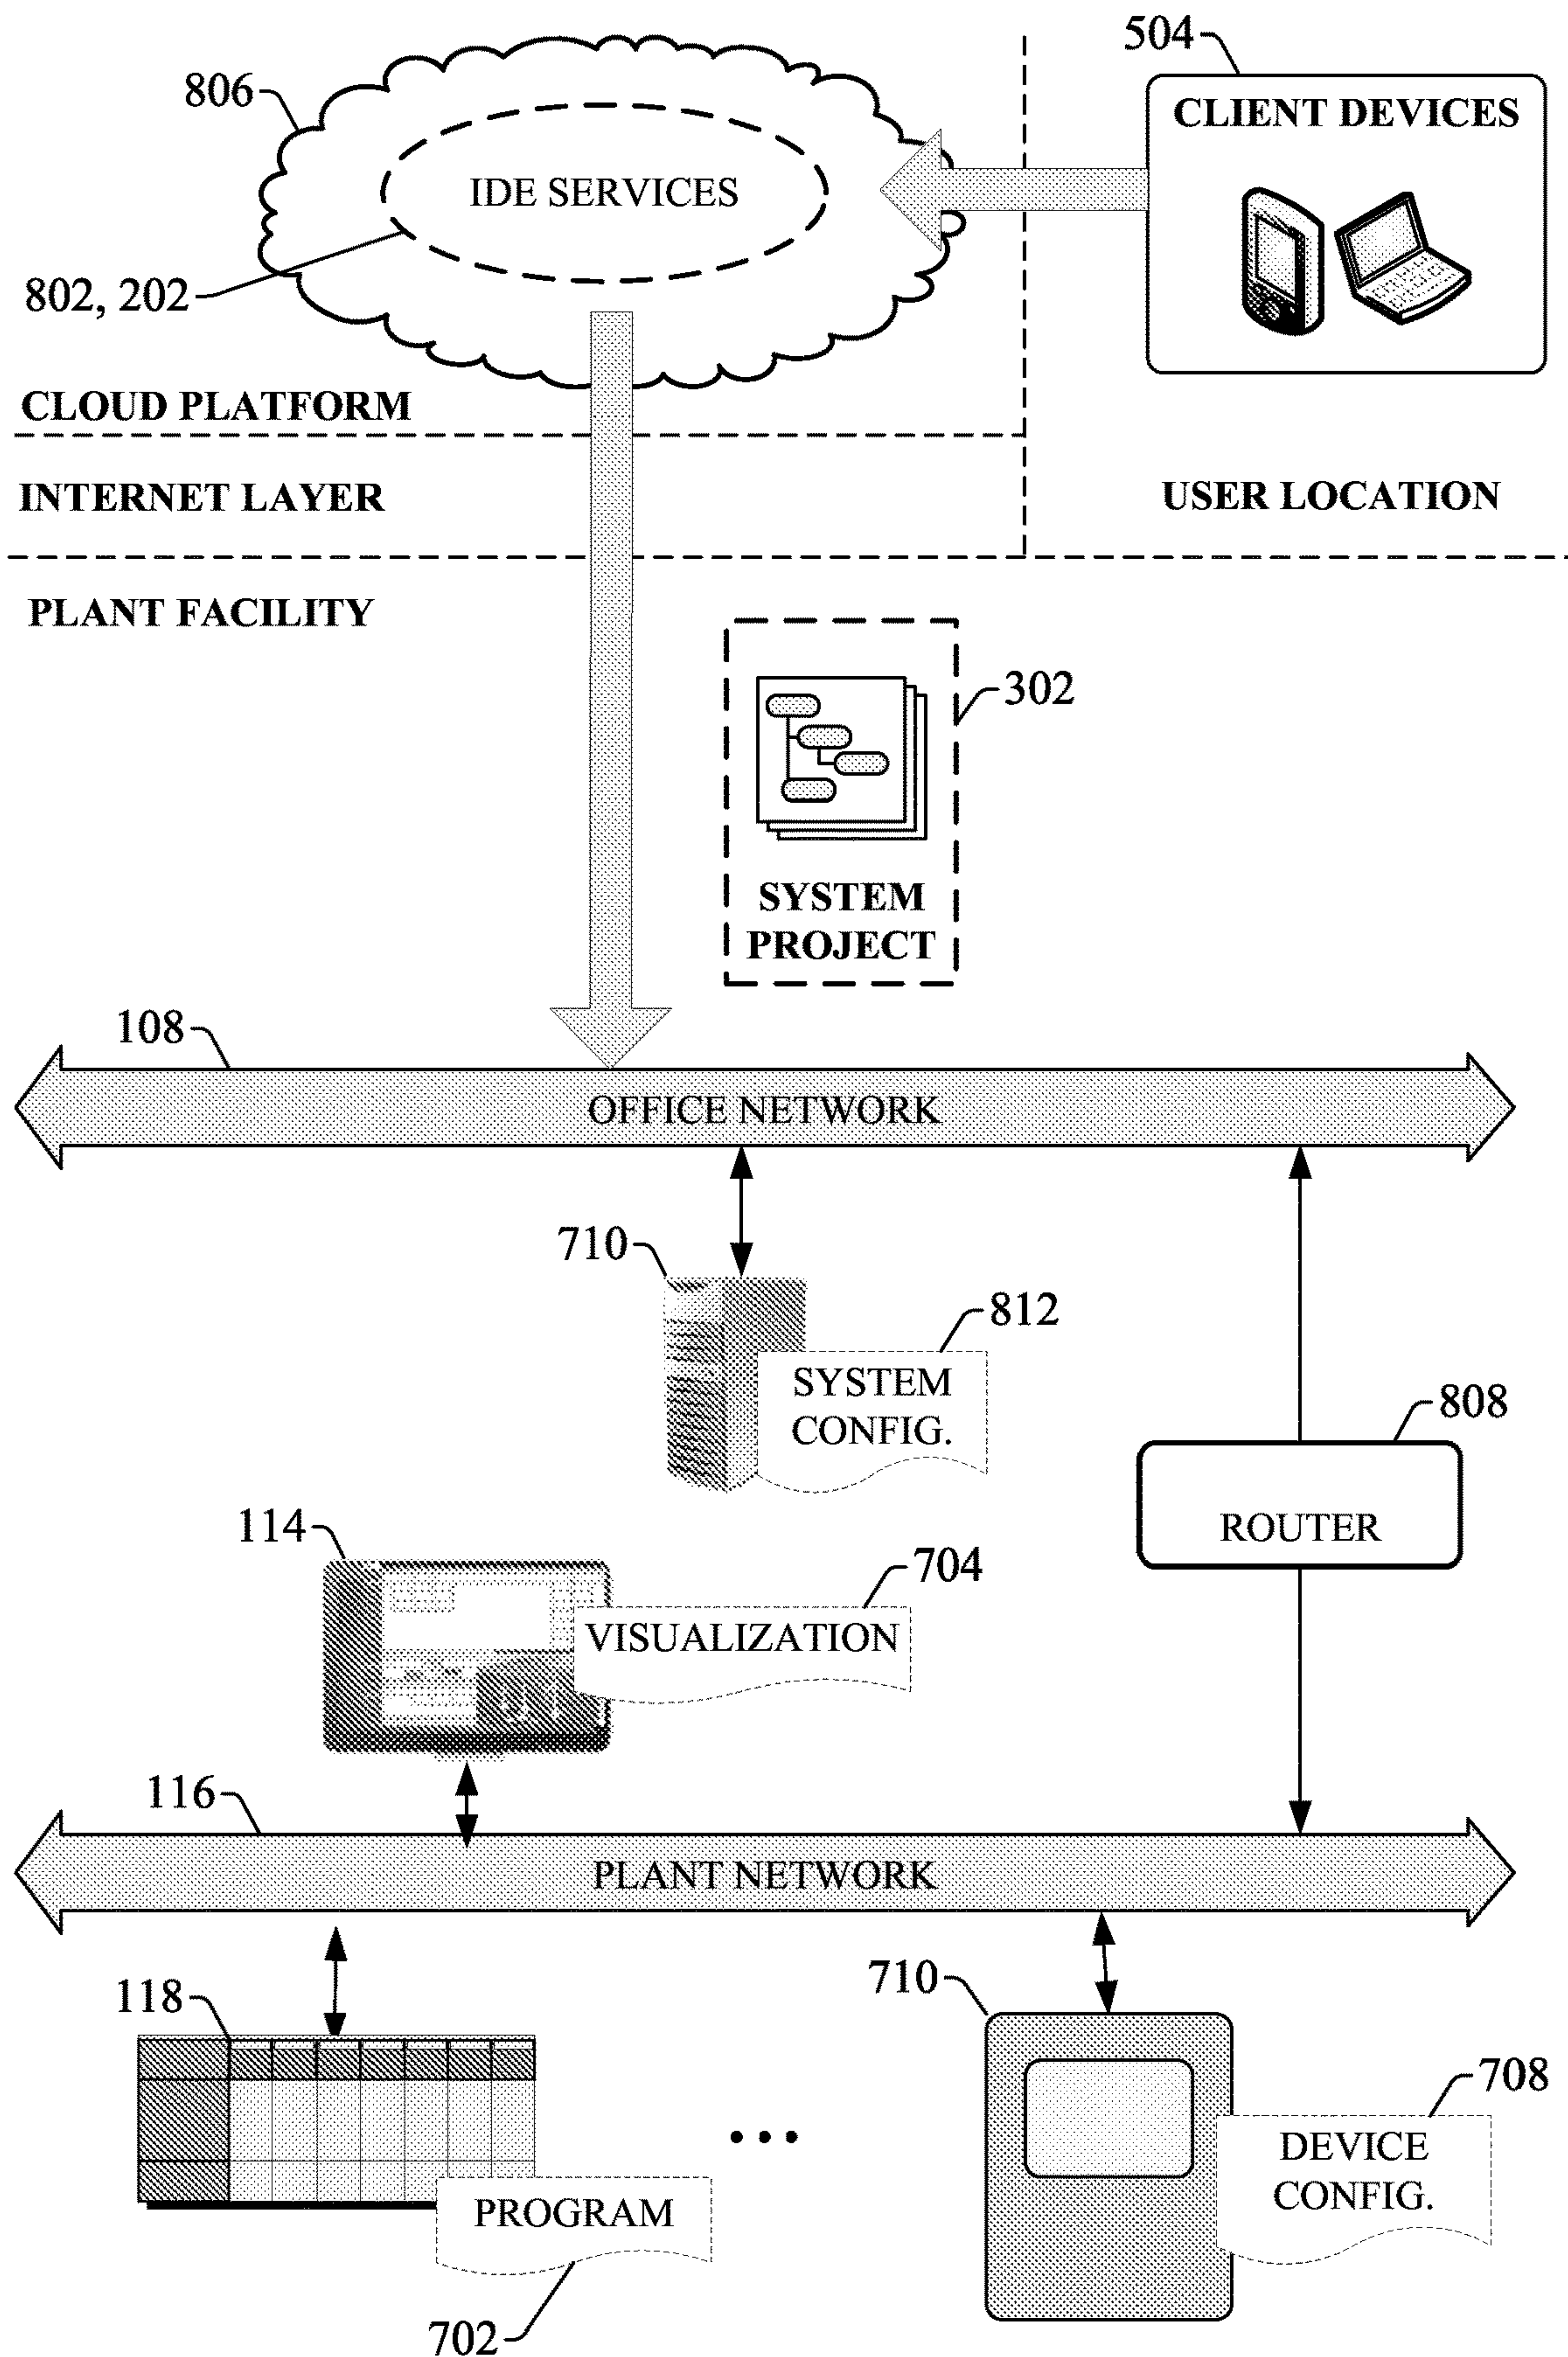 504
806
CLIENT DEVICES
IDE SERVICES
802, 202
CLOUD PLATFORM
INTERNET LAYER
USER LOCATION
PLANT FACILITY
302
SYSTEM
PROJECT
108
OFFICE NETWORK
710
812
SYSTEM
CONFIG.
808
ROUTER
114
704
VISUALIZATION
116
PLANT NETWORK
118
710
708
DEVICE
CONFIG.
PROGRAM
702